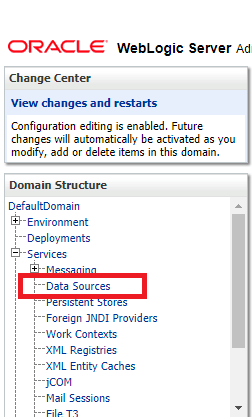 ORACLE WebLogic Server Ad
Change Center
View changes and restarts
Configuration editing is enabled. Future
changes will automatically be activated as you
modify, add or delete items in this domain.
Domain Structure
DefaultDomain
Environment
Deployments
Services
Messaging
Data Sources
Persistent Stores
Foreign JNDI Providers
Work Contexts
XML Registries
XML Entity Caches
jCOM
Mail Sessions
File T3